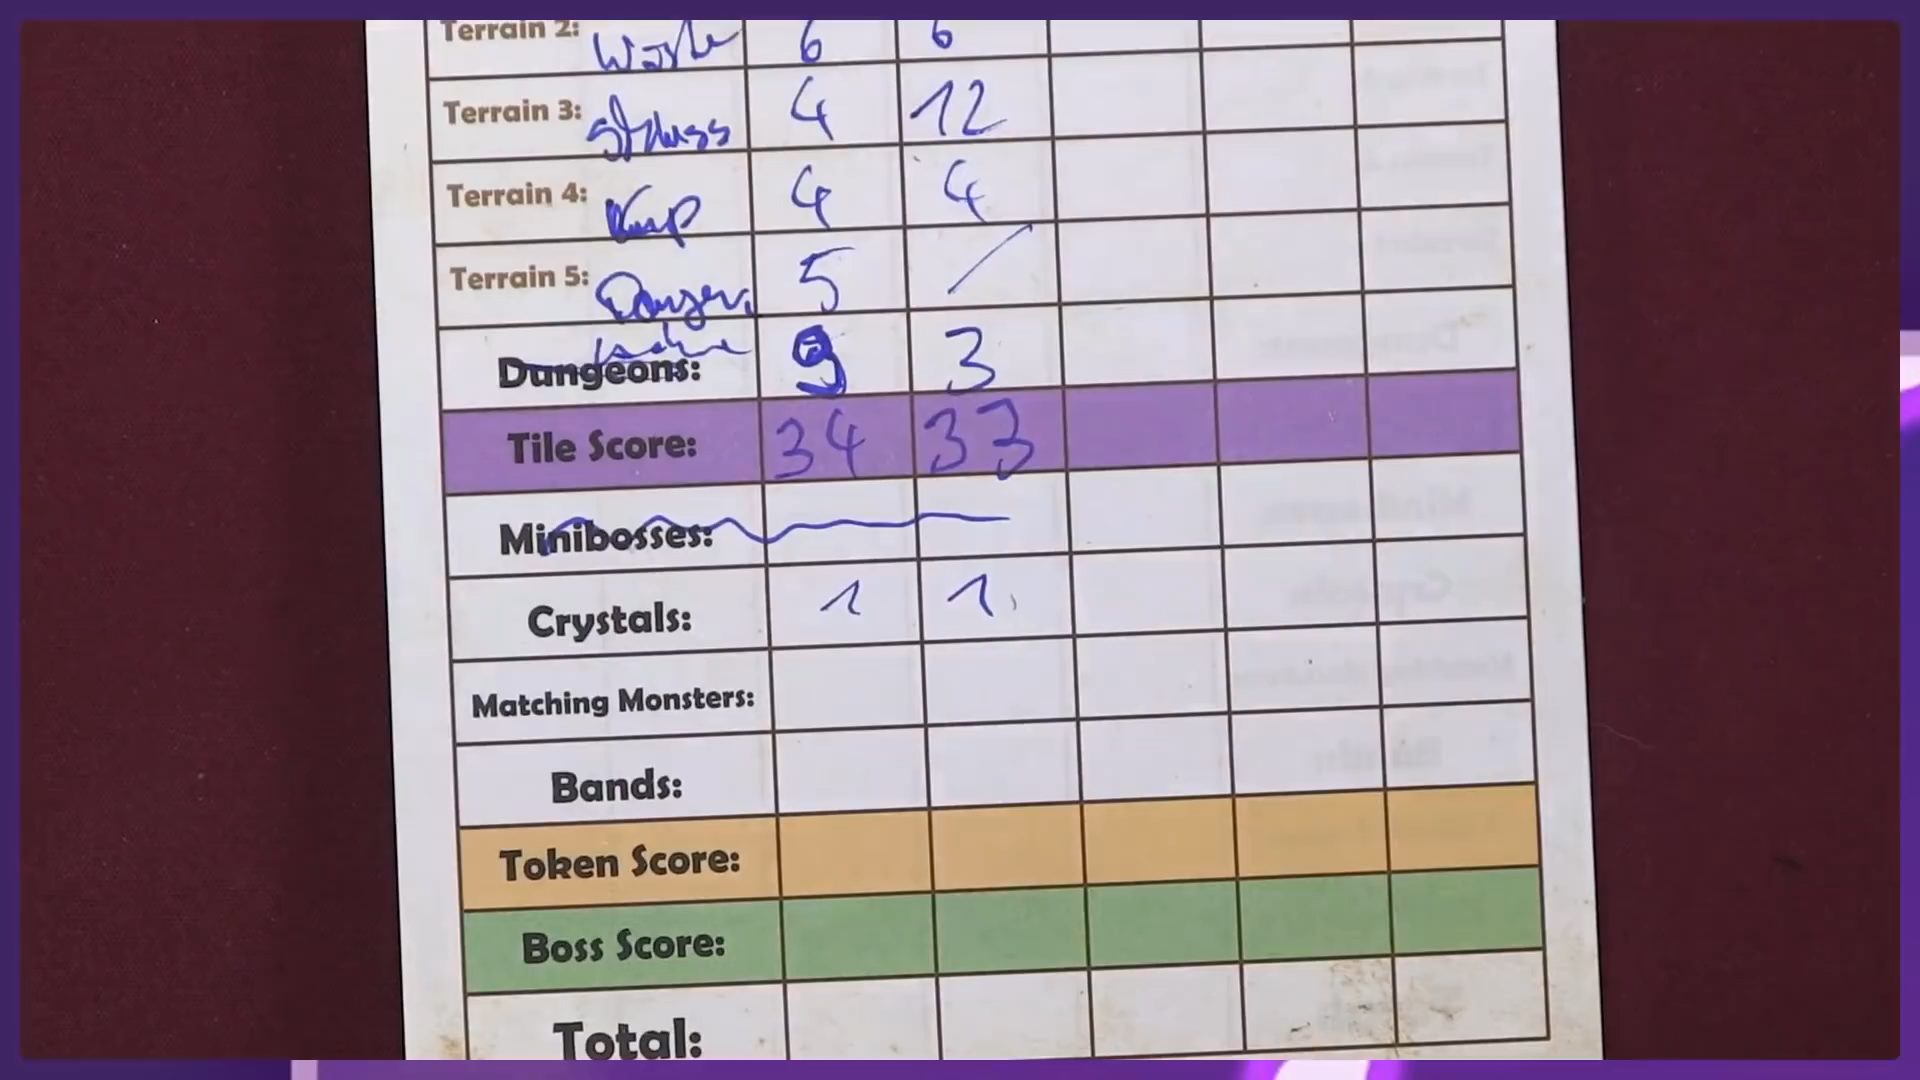 Terrain 2: 6 6
Terrain 3: 4 12
Terrain 4: 4 4
Terrain 5: 5 /
Dungeons: 3
Tile Score: 34 33
Minibosses:
Crystals: 1 1
Matching Monsters:
Bands:
Token Score:
Boss Score:
Total: